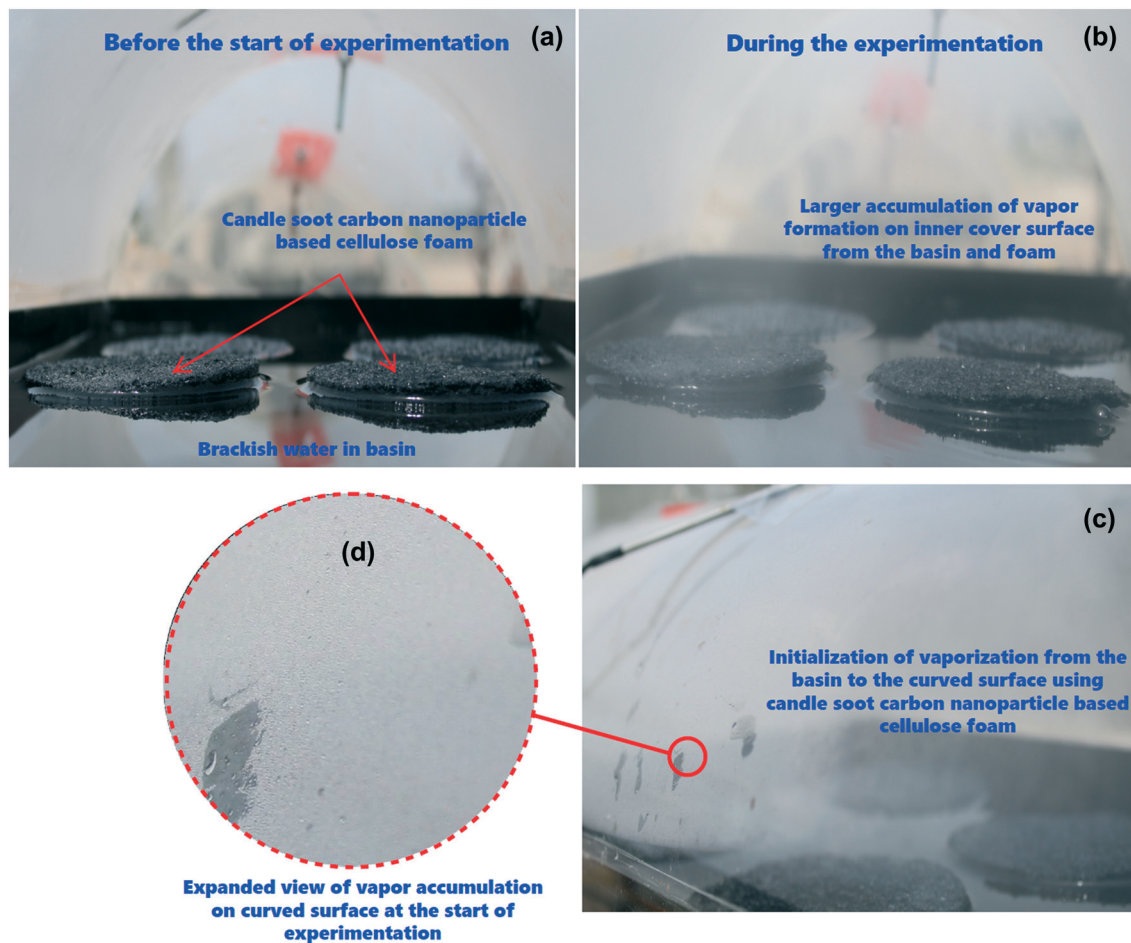 Before the start of experimentation
(a)
Candle soot carbon nanoparticle
based cellulose foam
Brackish water in basin
During the experimentation
(b)
Larger accumulation of vapor
formation on inner cover surface
from the basin and foam
(d)
Expanded view of vapor accumulation
on curved surface at the start of
experimentation
(c)
Initialization of vaporization from the
basin to the curved surface using
candle soot carbon nanoparticle based
cellulose foam